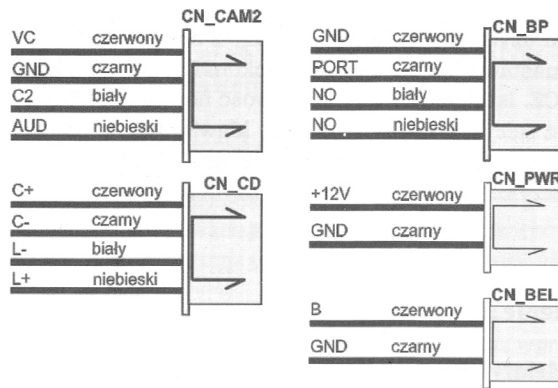 CN_CAM2
VC czerwony
GND czarny
C2 biały
AUD niebieski
CN_CD
C+ czerwony
C- czarny
L- biały
L+ niebieski
CN_BP
GND czerwony
PORT czarny
NO biały
NO niebieski
CN_PWR
+12V czerwony
GND czarny
CN_BEL
B czerwony
GND czarny